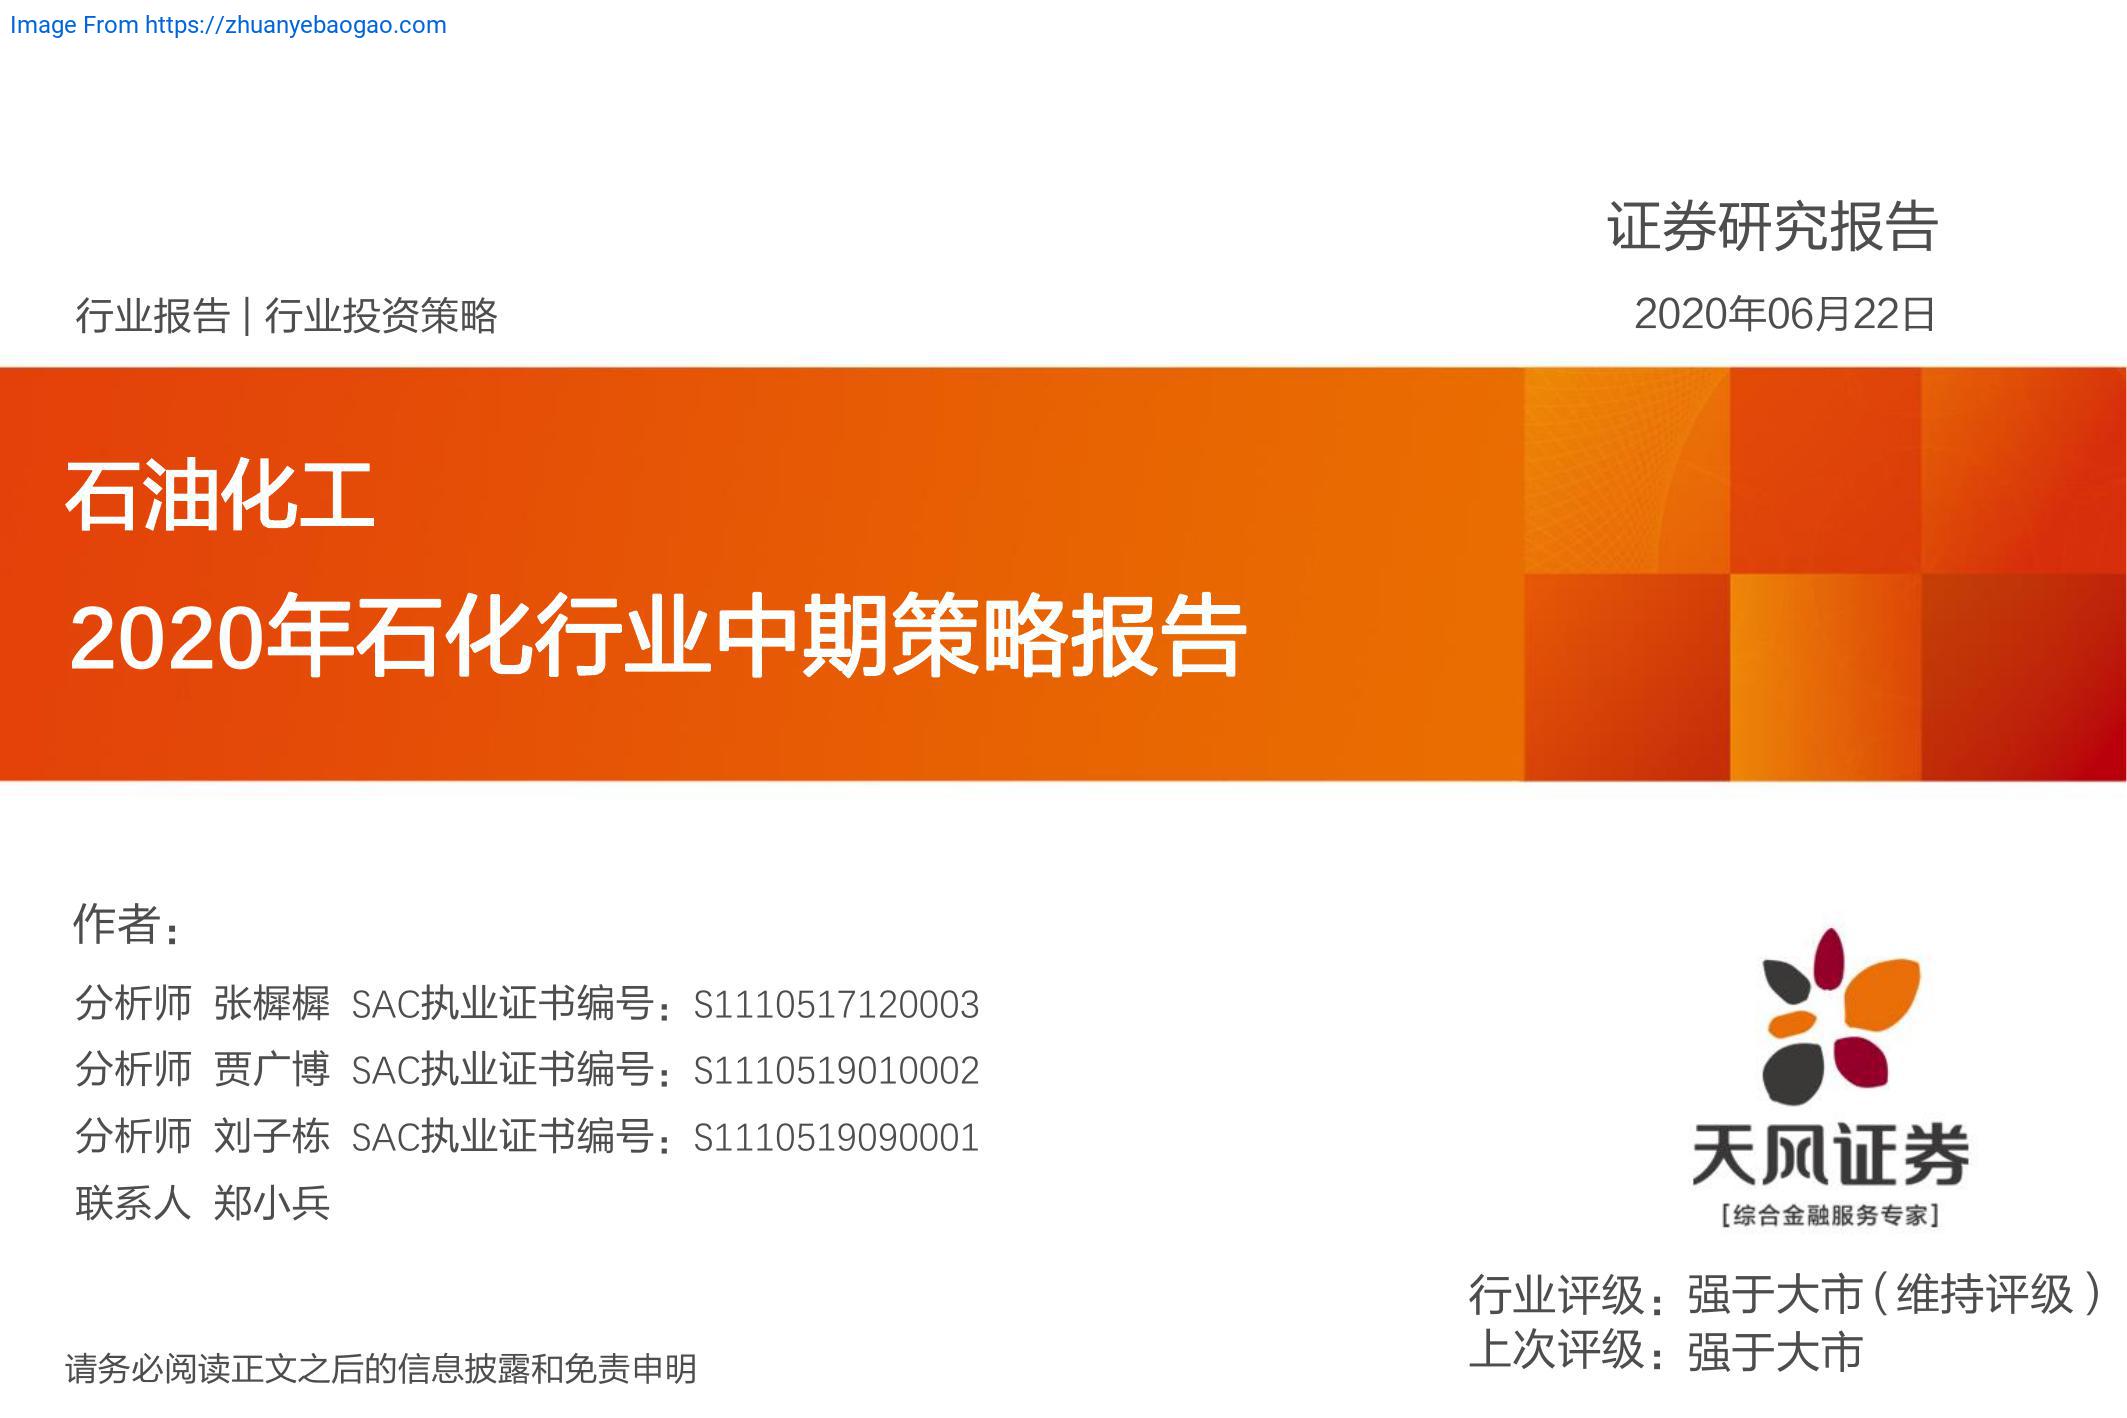 Image From https://zhuanyebaogao.com
证券研究报告
行业报告 | 行业投资策略
2020年06月22日
石油化工
2020年石化行业中期策略报告
作者：
分析师 张樨樨 SAC执业证书编号：S1110517120003
分析师 贾广博 SAC执业证书编号：S1110519010002
分析师 刘子栋 SAC执业证书编号：S1110519090001
联系人 郑小兵
天风证券
[综合金融服务专家]
行业评级：强于大市（维持评级）
上次评级：强于大市
请务必阅读正文之后的信息披露和免责申明